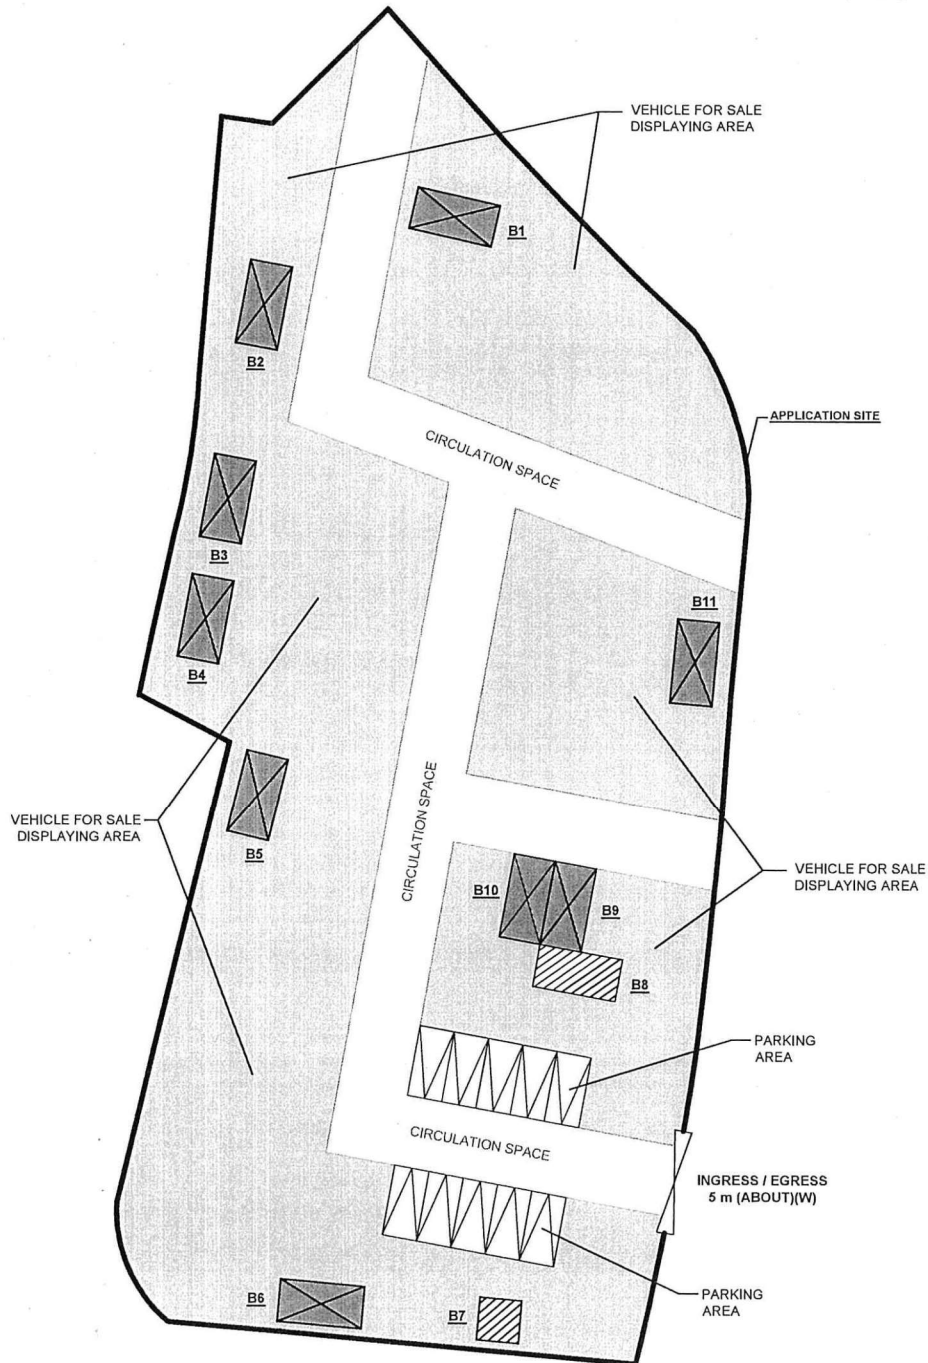 VEHICLE FOR SALE
DISPLAYING AREA
B1
B2
APPLICATION SITE
CIRCULATION SPACE
B3
B11
B4
CIRCULATION SPACE
VEHICLE FOR SALE
DISPLAYING AREA
B5
VEHICLE FOR SALE
DISPLAYING AREA
B10
B9
B8
PARKING
AREA
CIRCULATION SPACE
INGRESS / EGRESS
5 m (ABOUT)(W)
B6
B7
PARKING
AREA